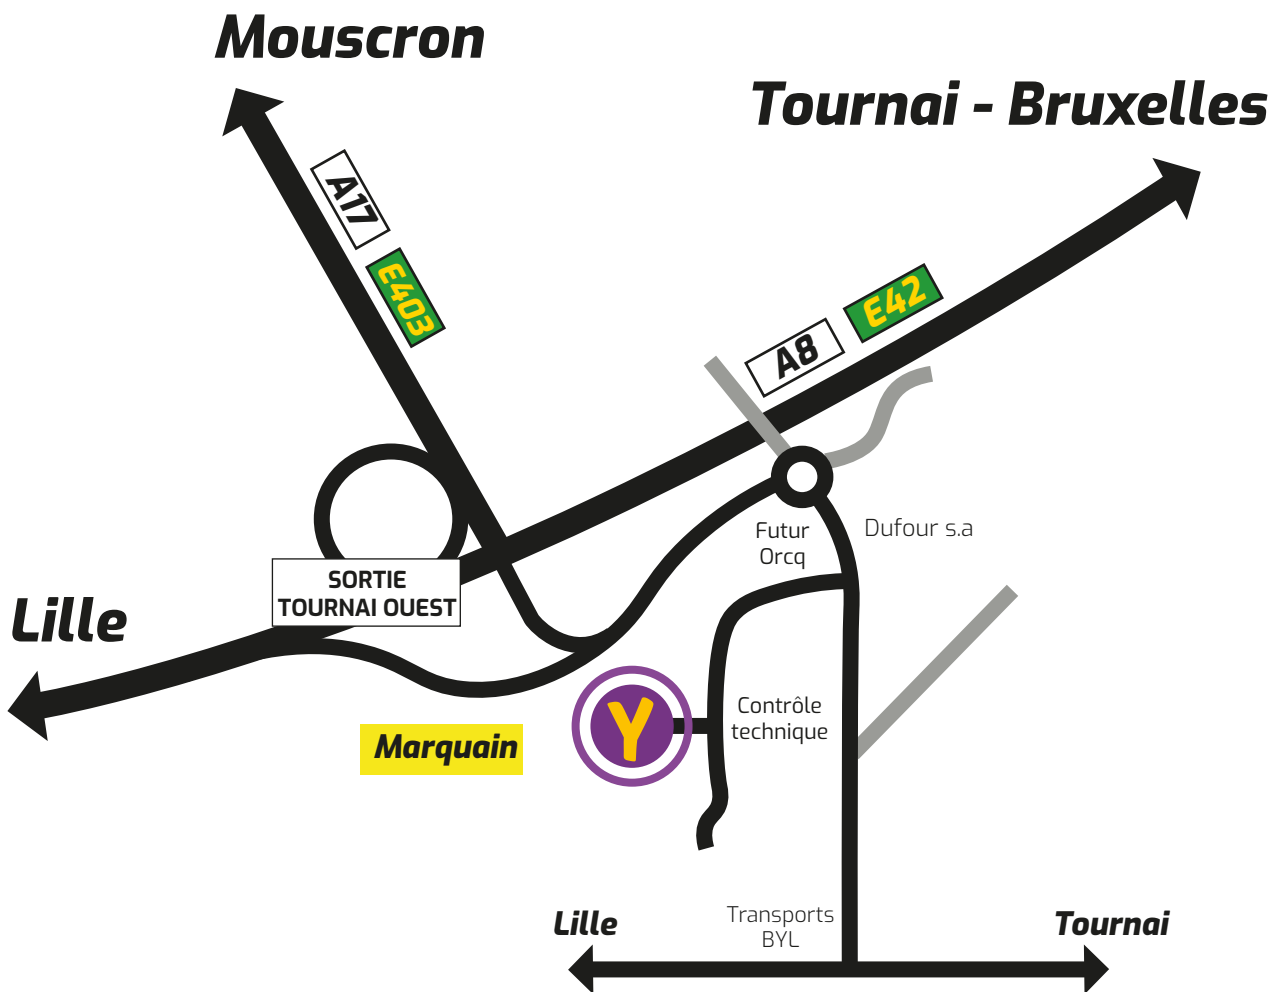 Mouscron
Tournai - Bruxelles
A17
E403
A8
E42
Futur
Orcq
Dufour s.a
SORTIE
TOURNAI OUEST
Lille
Marquain
Y
Contrôle
technique
Transports
BYL
Lille
Tournai